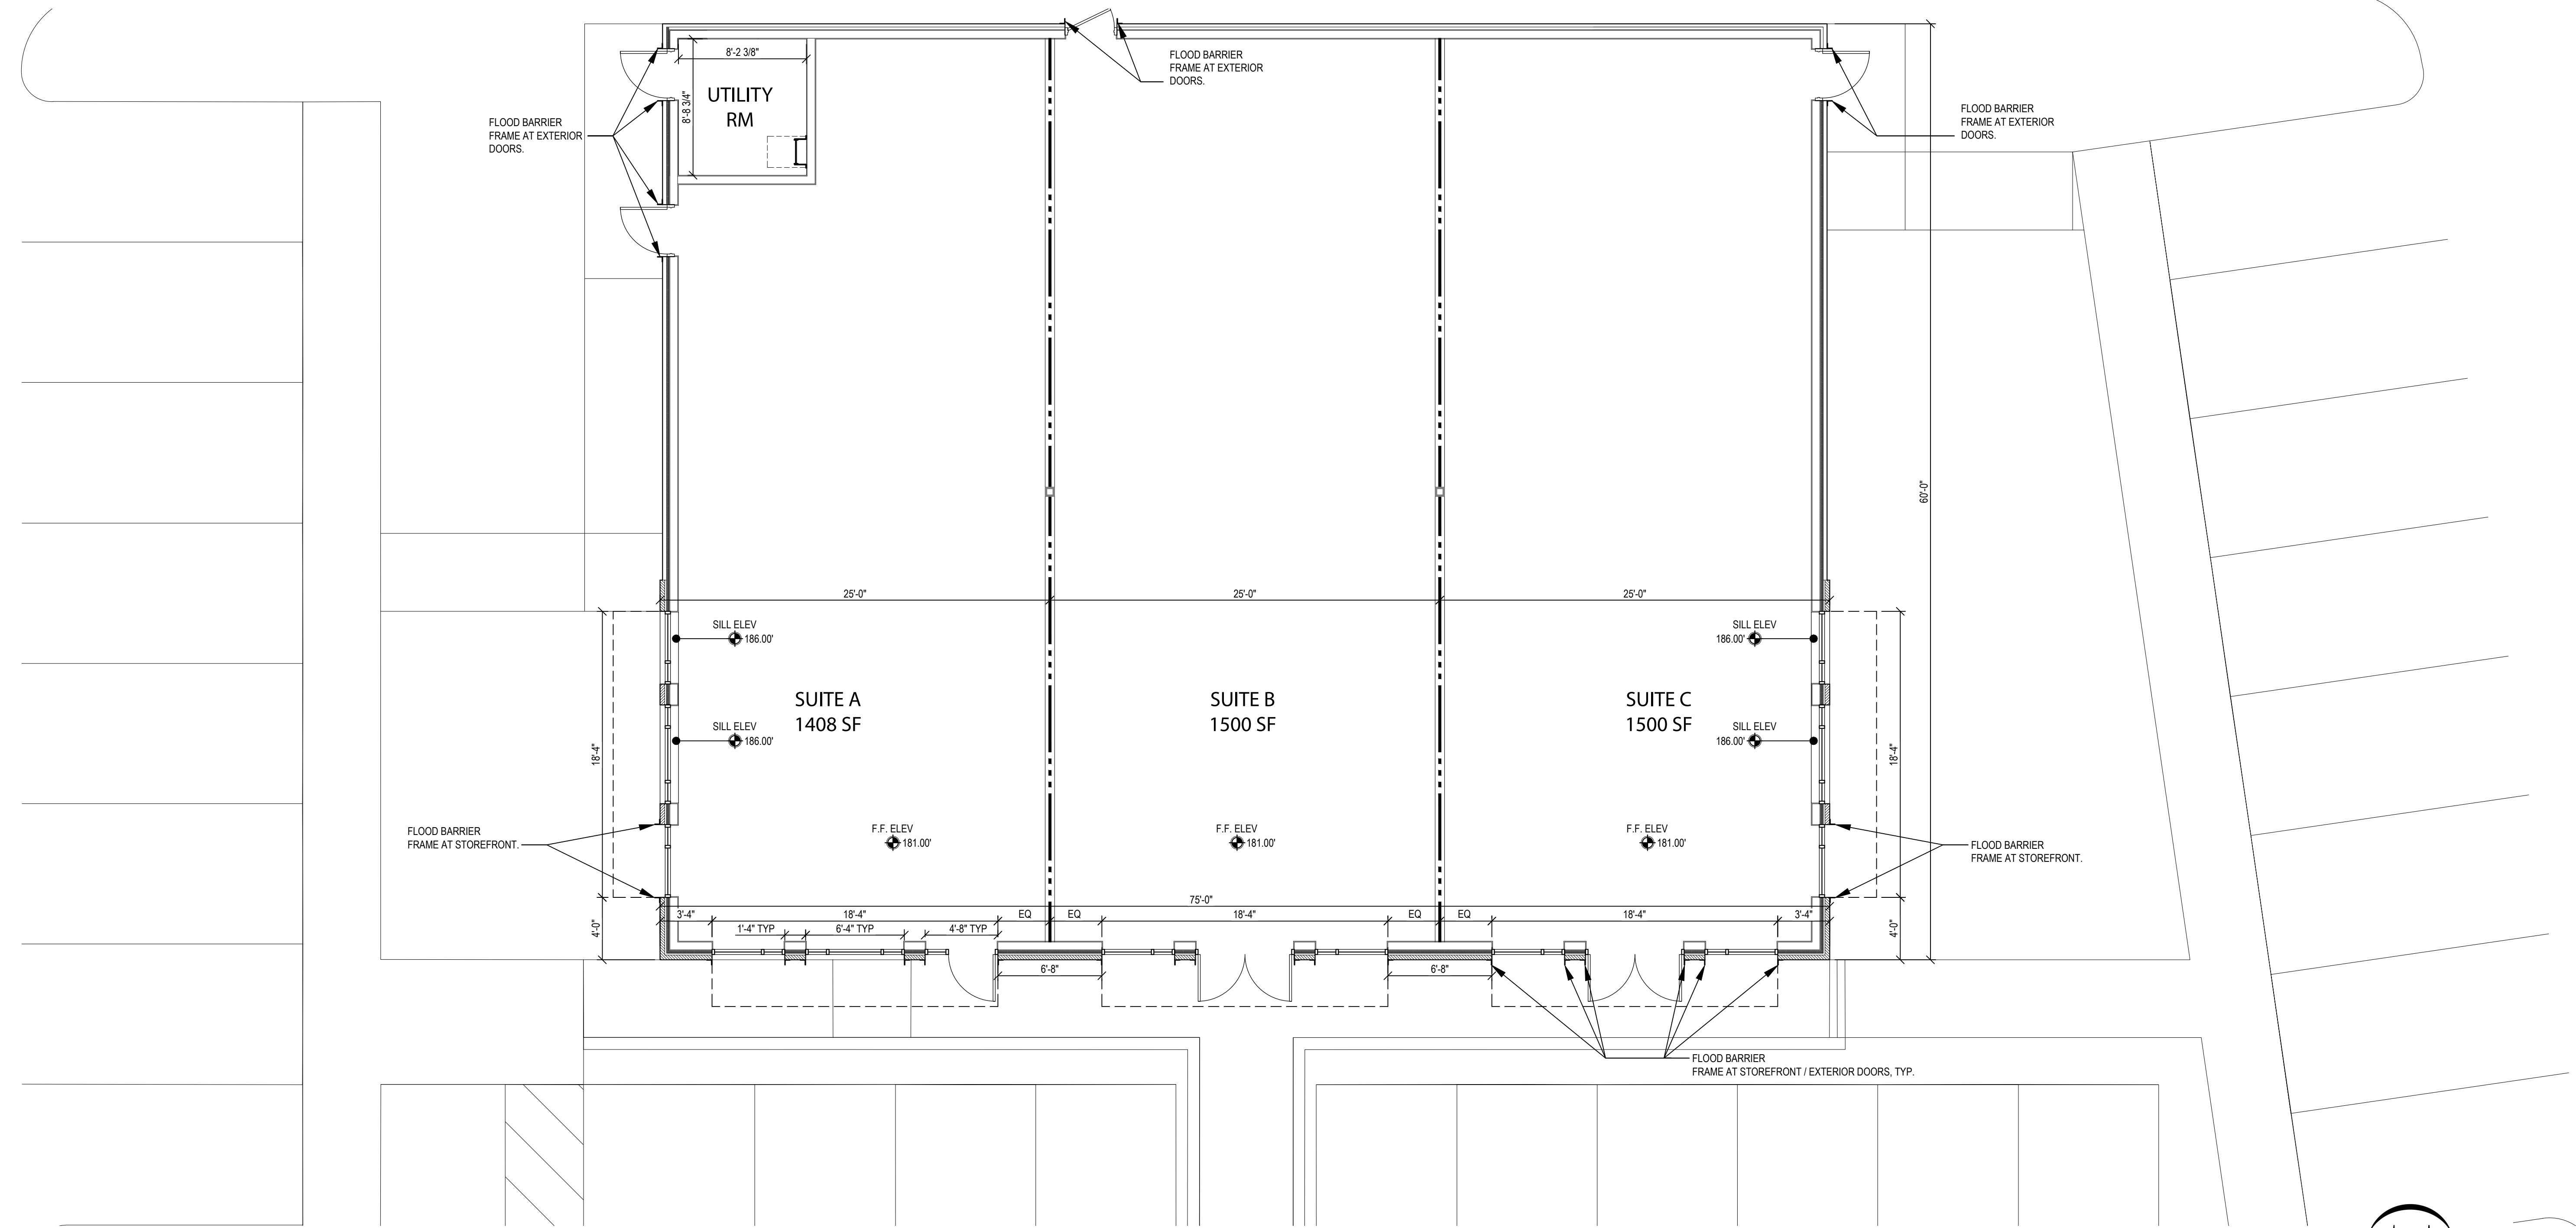 8'-2 3/8"
8'-8 3/4"
UTILITY
RM
FLOOD BARRIER
FRAME AT EXTERIOR
DOORS.
FLOOD BARRIER
FRAME AT EXTERIOR
DOORS.
FLOOD BARRIER
FRAME AT EXTERIOR
DOORS.
60'-0"
25'-0"
25'-0"
25'-0"
SILL ELEV
186.00'
SILL ELEV
186.00'
SUITE A
1408 SF
SUITE B
1500 SF
SUITE C
1500 SF
SILL ELEV
186.00'
SILL ELEV
186.00'
18'-4"
18'-4"
FLOOD BARRIER
FRAME AT STOREFRONT.
F.F. ELEV
181.00'
F.F. ELEV
181.00'
F.F. ELEV
181.00'
FLOOD BARRIER
FRAME AT STOREFRONT.
75'-0"
3'-4"
18'-4"
EQ
EQ
18'-4"
EQ
EQ
18'-4"
3'-4"
4'-0"
1'-4" TYP
6'-4" TYP
4'-8" TYP
4'-0"
6'-8"
6'-8"
FLOOD BARRIER
FRAME AT STOREFRONT / EXTERIOR DOORS, TYP.